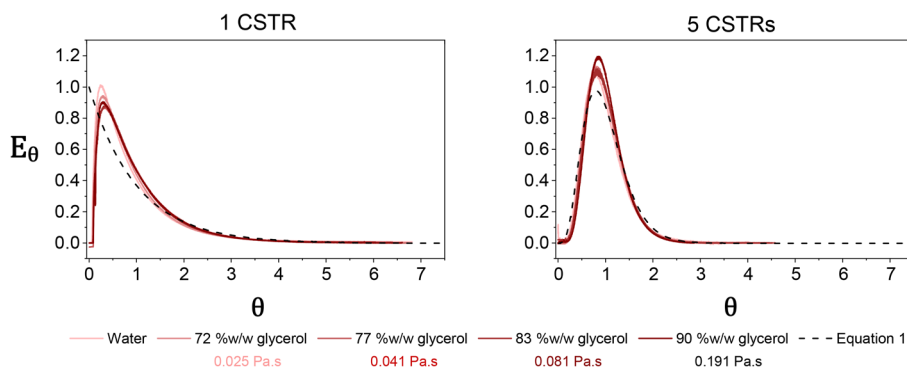 1 CSTR
5 CSTRs
1.2
1.0
0.8
0.6
0.4
0.2
0.0
0 1 2 3 4 5 6 7
1.2
1.0
0.8
0.6
0.4
0.2
0.0
0 1 2 3 4 5 6 7
Eθ
θ
θ
Water 72 %w/w glycerol 77 %w/w glycerol 83 %w/w glycerol 90 %w/w glycerol Equation 1
0.025 Pa.s 0.041 Pa.s 0.081 Pa.s 0.191 Pa.s